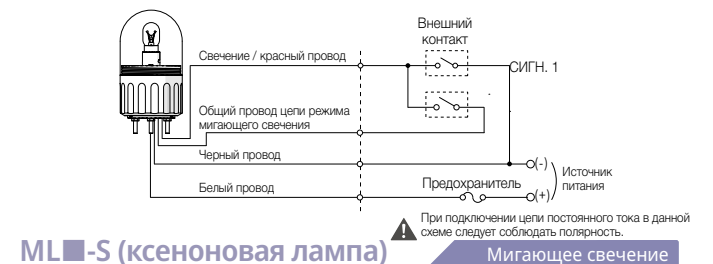 Внешний
контакт
Свечение / красный провод
СИГН. 1
Общий провод цепи режима
мигающего свечения
Черный провод
(-)
Источник
питания
Белый провод
Предохранитель
(+)
При подключении цепи постоянного тока в данной
схеме следует соблюдать полярность.
ML■-S (ксеноновая лампа)
Мигающее свечение